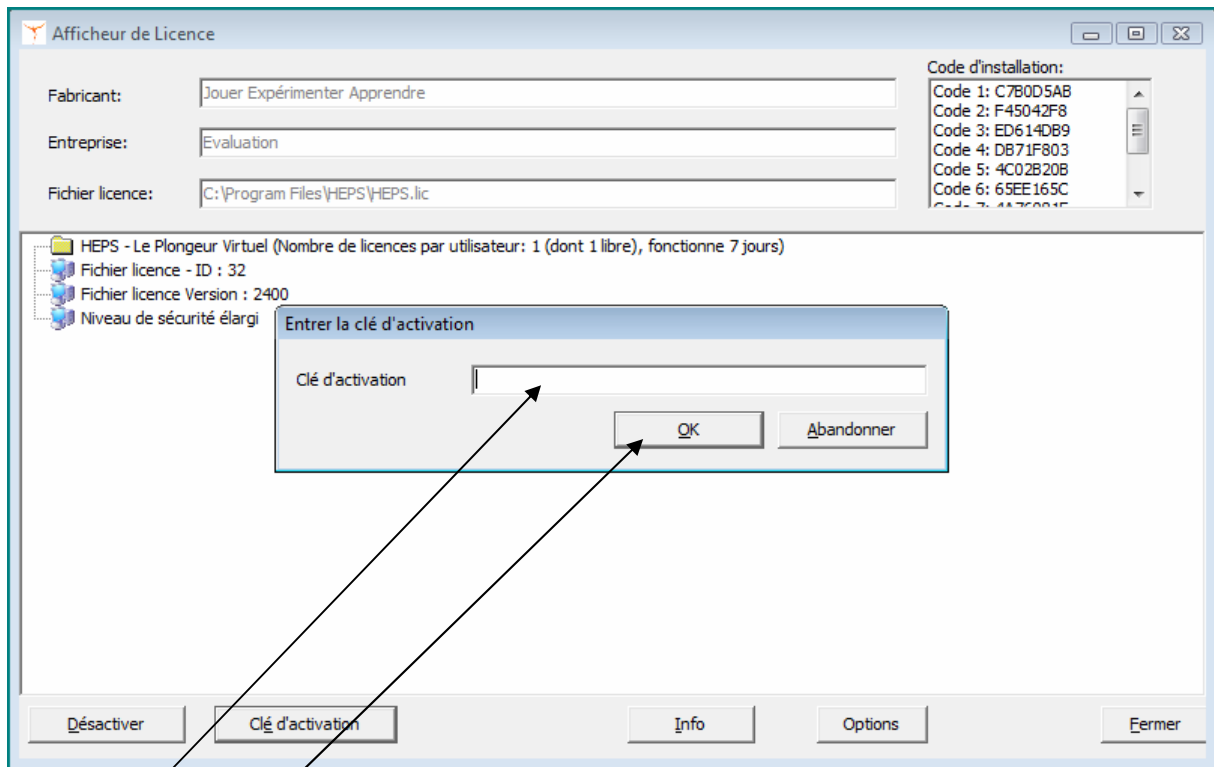 Afficheur de Licence
Fabricant: Jouer Expérimenter Apprendre
Entreprise: Evaluation
Fichier licence: C:\Program Files\HEPS\HEPS.lic
Code d'installation:
Code 1: C7B0D5AB
Code 2: F45042F8
Code 3: ED614DB9
Code 4: DB71F803
Code 5: 4C02B20B
Code 6: 65EE165C
HEPS - Le Plongeur Virtuel (Nombre de licences par utilisateur: 1 (dont 1 libre), fonctionne 7 jours)
Fichier licence - ID : 32
Fichier licence Version : 2400
Niveau de sécurité élargi
Entrer la clé d'activation
Clé d'activation
OK Abandonner
Désactiver Clé d'activation Info Options Fermer